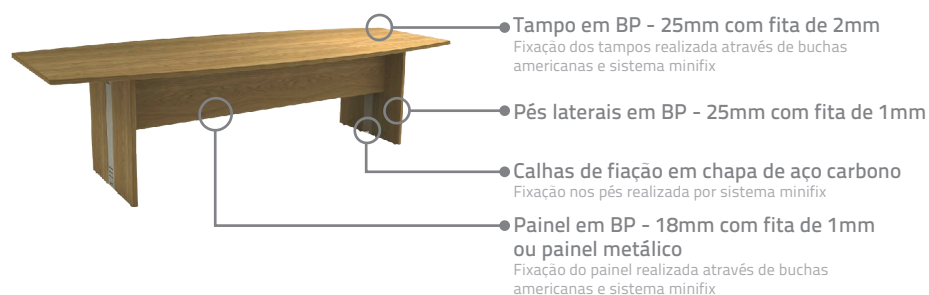 Tampo em BP - 25mm com fita de 2mm
Fixação dos tampos realizada através de buchas
americanas e sistema minifix
Pés laterais em BP - 25mm com fita de 1mm
Calhas de fiação em chapa de aço carbono
Fixação nos pés realizada por sistema minifix
Painel em BP - 18mm com fita de 1mm
ou painel metálico
Fixação do painel realizada através de buchas
americanas e sistema minifix